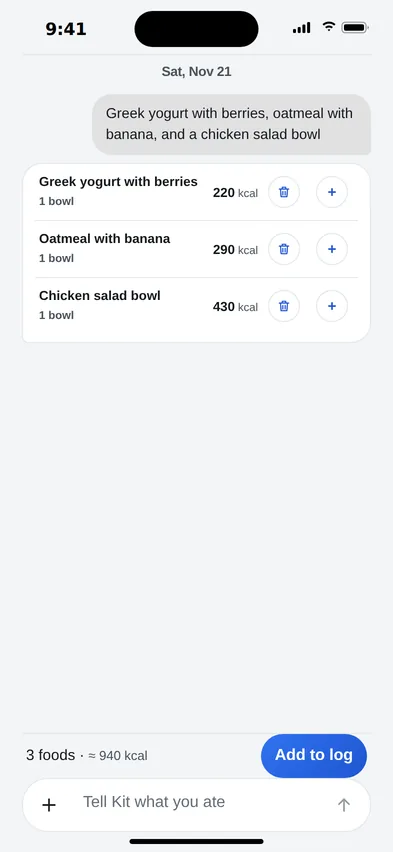 9:41
Sat, Nov 21
Greek yogurt with berries, oatmeal with
banana, and a chicken salad bowl
Greek yogurt with berries
1 bowl
220 kcal
+
Oatmeal with banana
1 bowl
290 kcal
+
Chicken salad bowl
1 bowl
430 kcal
+
3 foods · ≈ 940 kcal
Add to log
+ Tell Kit what you ate